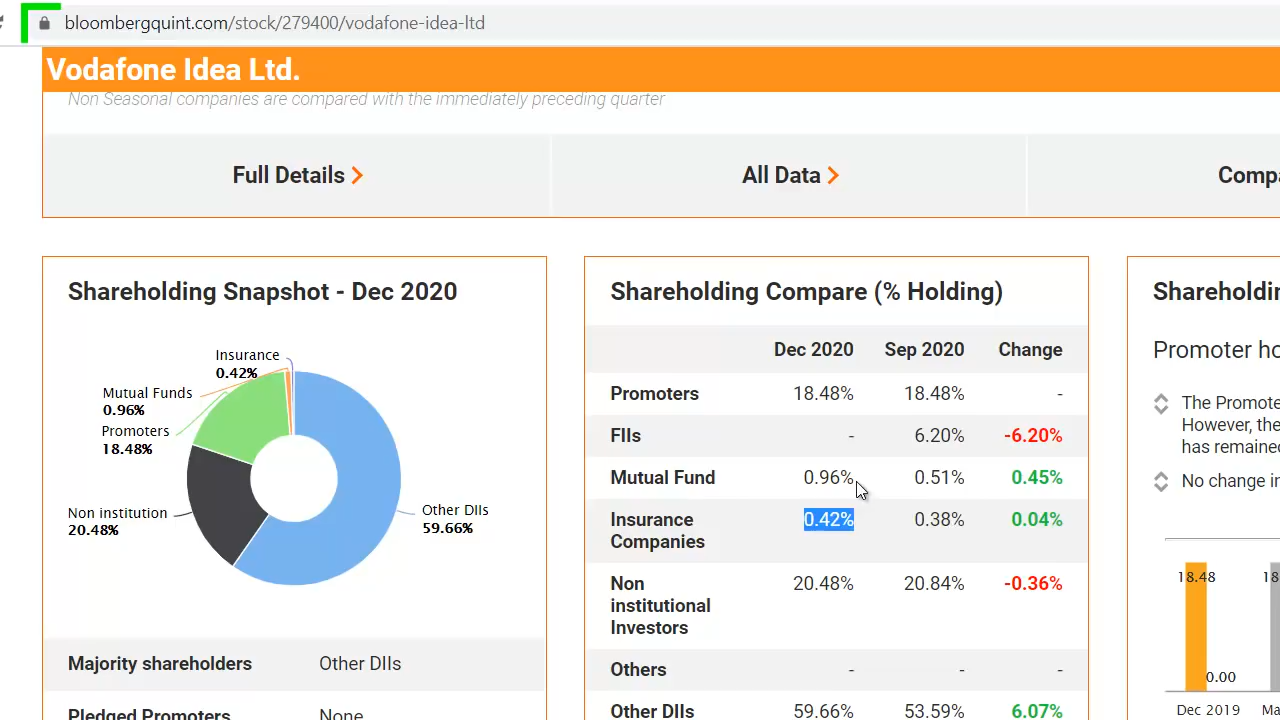 bloombergquint.com/stock/279400/vodafone-idea-ltd
Vodafone Idea Ltd.
Non Seasonal companies are compared with the immediately preceding quarter
Full Details
All Data
Shareholding Snapshot - Dec 2020
Insurance
0.42%
Mutual Funds
0.96%
Promoters
18.48%
Non institution
20.48%
Other DIIs
59.66%
Majority shareholders Other DIIs
Pledged Promoters None
Shareholding Compare (% Holding)
Dec 2020 Sep 2020 Change
Promoters 18.48% 18.48% -
FIIs - 6.20% -6.20%
Mutual Fund 0.96% 0.51% 0.45%
Insurance
Companies 0.42% 0.38% 0.04%
Non
institutional
Investors 20.48% 20.84% -0.36%
Others - - -
Other DIIs 59.66% 53.59% 6.07%
Promoter
The
However, the
No change
18.48
0.00
Dec 2019